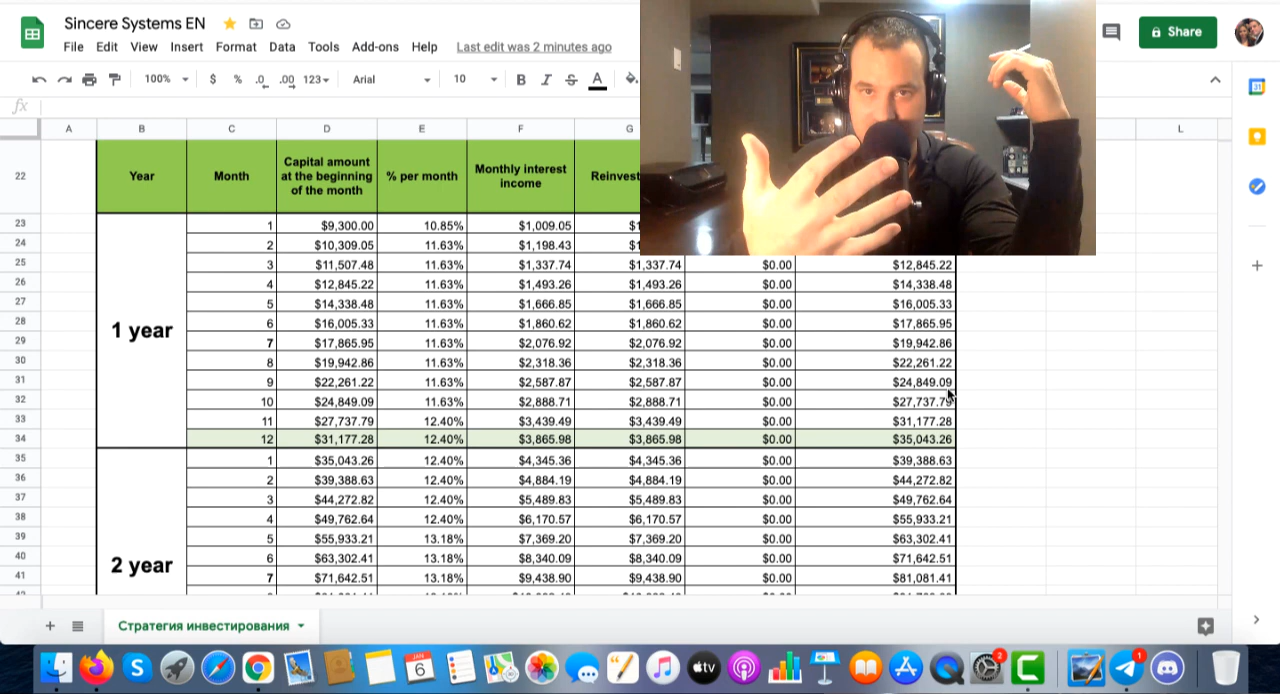 Sincere Systems EN
File Edit View Insert Format Data Tools Add-ons Help Last edit was 2 minutes ago
Share
100% $ % .0 .00 123 Arial 10 B I S A
fx
A B C D E F G L
22 Year Month Capital amount at the beginning of the month % per month Monthly interest income Reinvest
23 1 $9,300.00 10.85% $1,009.05
24 2 $10,309.05 11.63% $1,198.43
25 3 $11,507.48 11.63% $1,337.74 $1,337.74 $0.00 $12,845.22
26 4 $12,845.22 11.63% $1,493.26 $1,493.26 $0.00 $14,338.48
27 5 $14,338.48 11.63% $1,666.85 $1,666.85 $0.00 $16,005.33
28 1 year 6 $16,005.33 11.63% $1,860.62 $1,860.62 $0.00 $17,865.95
29 7 $17,865.95 11.63% $2,076.92 $2,076.92 $0.00 $19,942.86
30 8 $19,942.86 11.63% $2,318.36 $2,318.36 $0.00 $22,261.22
31 9 $22,261.22 11.63% $2,587.87 $2,587.87 $0.00 $24,849.09
32 10 $24,849.09 11.63% $2,888.71 $2,888.71 $0.00 $27,737.79
33 11 $27,737.79 12.40% $3,439.49 $3,439.49 $0.00 $31,177.28
34 12 $31,177.28 12.40% $3,865.98 $3,865.98 $0.00 $35,043.26
35 1 $35,043.26 12.40% $4,345.36 $4,345.36 $0.00 $39,388.63
36 2 $39,388.63 12.40% $4,884.19 $4,884.19 $0.00 $44,272.82
37 3 $44,272.82 12.40% $5,489.83 $5,489.83 $0.00 $49,762.64
38 4 $49,762.64 12.40% $6,170.57 $6,170.57 $0.00 $55,933.21
39 5 $55,933.21 13.18% $7,369.20 $7,369.20 $0.00 $63,302.41
40 2 year 6 $63,302.41 13.18% $8,340.09 $8,340.09 $0.00 $71,642.51
41 7 $71,642.51 13.18% $9,438.90 $9,438.90 $0.00 $81,081.41
Стратегия инвестирования
JAN 6 tv 2 1